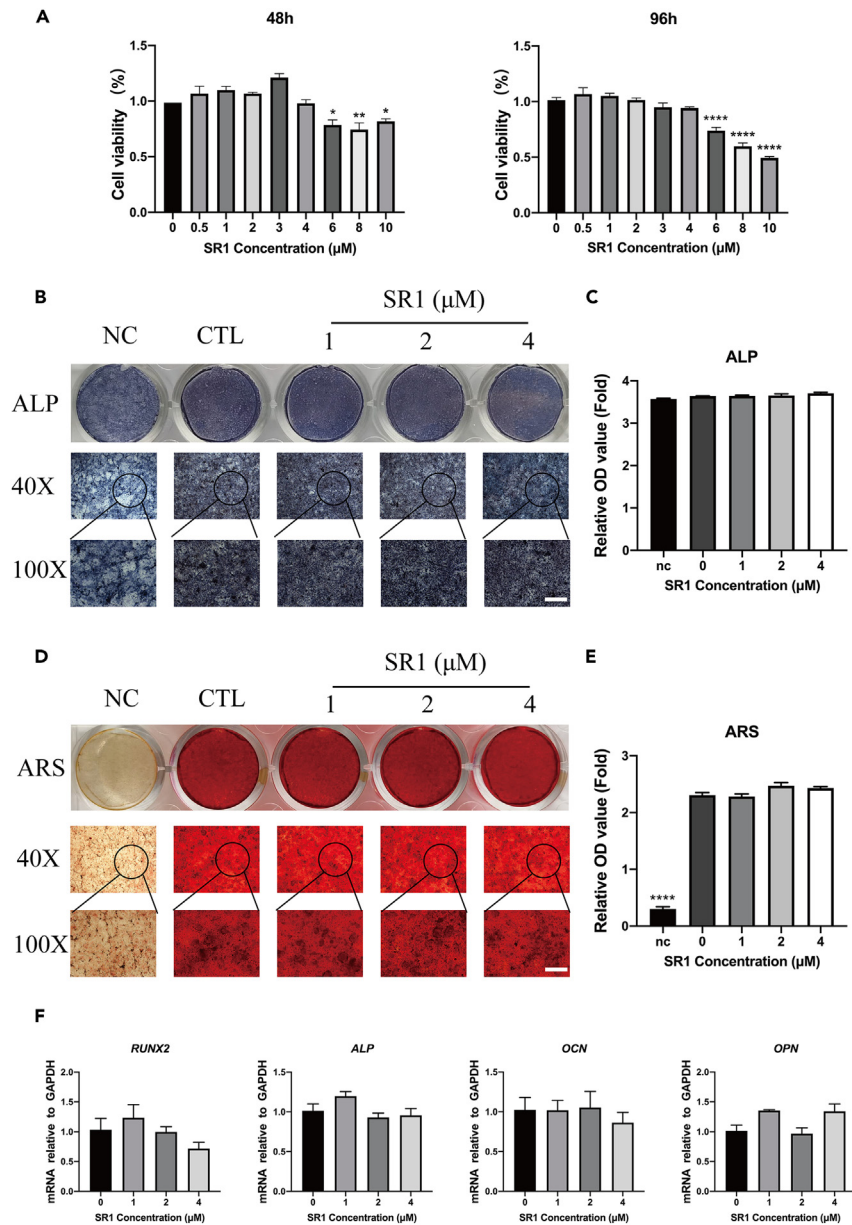 A
48h
96h
Cell viability (%)
1.5
1.0
0.5
0.0
* ** *
0 0.5 1 2 3 4 6 8 10
SR1 Concentration (μM)
Cell viability (%)
1.5
1.0
0.5
0.0
**** **** ****
0 0.5 1 2 3 4 6 8 10
SR1 Concentration (μM)
B
SR1 (μM)
NC CTL 1 2 4
ALP
40X
100X
C
ALP
Relative OD value (Fold)
4
3
2
1
0
nc 0 1 2 4
SR1 Concentration (μM)
D
SR1 (μM)
NC CTL 1 2 4
ARS
40X
100X
E
ARS
Relative OD value (Fold)
3
2
1
0
****
nc 0 1 2 4
SR1 Concentration (μM)
F
RUNX2
mRNA relative to GAPDH
2.0
1.5
1.0
0.5
0.0
0 1 2 4
SR1 Concentration (μM)
ALP
mRNA relative to GAPDH
1.5
1.0
0.5
0.0
0 1 2 4
SR1 Concentration (μM)
OCN
mRNA relative to GAPDH
1.5
1.0
0.5
0.0
0 1 2 4
SR1 Concentration (μM)
OPN
mRNA relative to GAPDH
2.0
1.5
1.0
0.5
0.0
0 1 2 4
SR1 Concentration (μM)